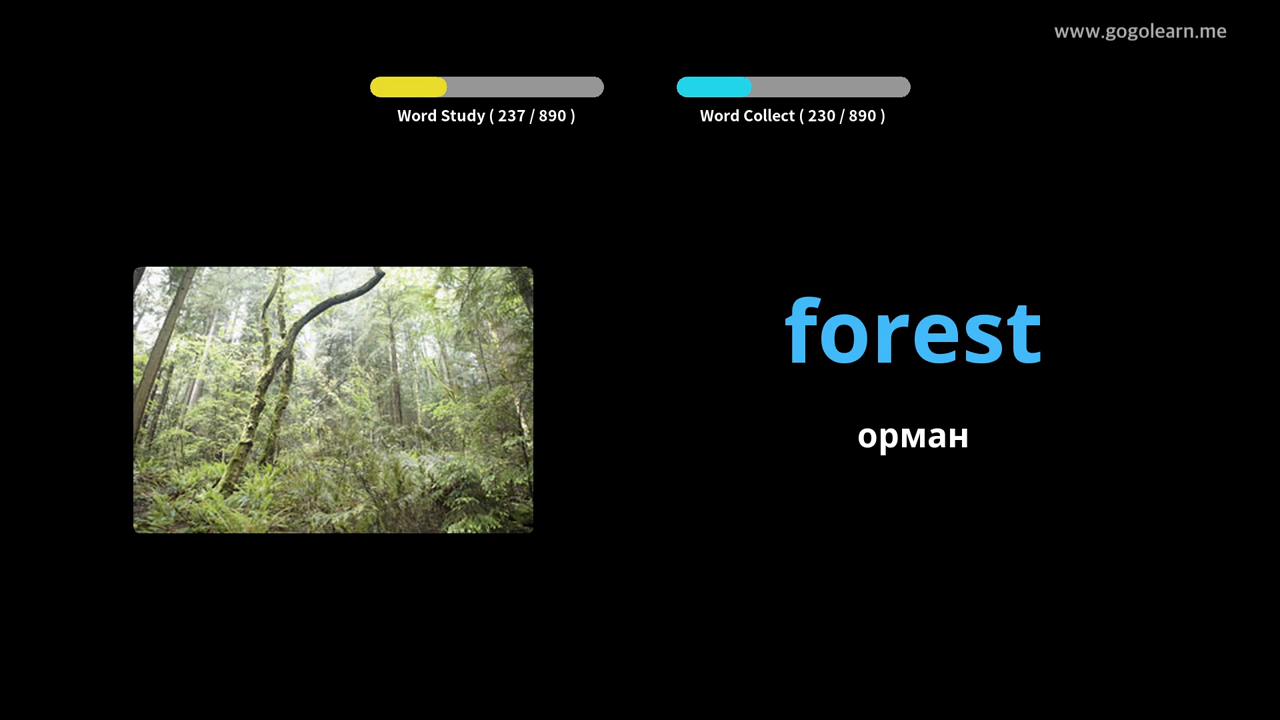 www.gogolearn.me
Word Study ( 237 / 890 )
Word Collect ( 230 / 890 )
forest
орман